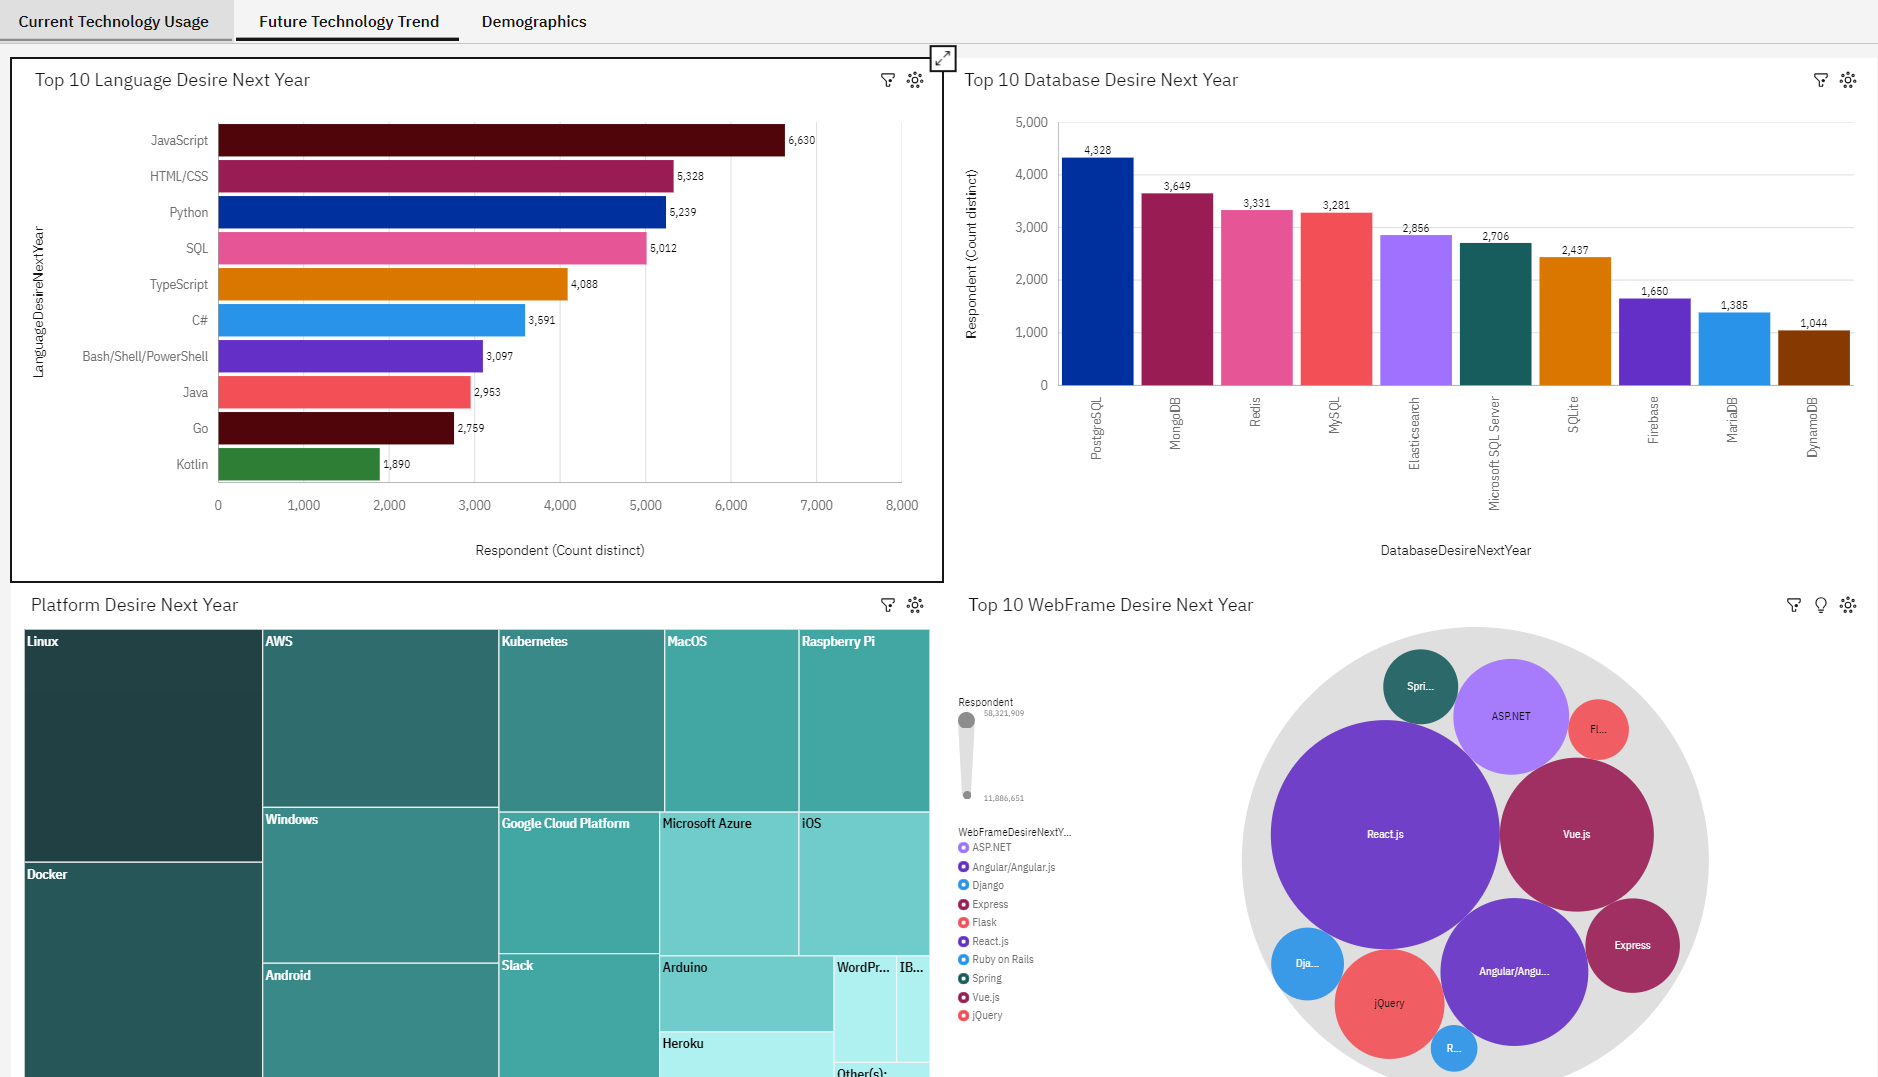 Current Technology Usage
Future Technology Trend
Demographics
Top 10 Language Desire Next Year
LanguageDesireNextYear
JavaScript
6,630
HTML/CSS
5,328
Python
5,239
SQL
5,012
TypeScript
4,088
C#
3,591
Bash/Shell/PowerShell
3,097
Java
2,953
Go
2,759
Kotlin
1,890
0 1,000 2,000 3,000 4,000 5,000 6,000 7,000 8,000
Respondent (Count distinct)
Top 10 Database Desire Next Year
Respondent (Count distinct)
5,000
4,000
3,000
2,000
1,000
0
4,328
3,649
3,331
3,281
2,856
2,706
2,437
1,650
1,385
1,044
PostgreSQL
MongoDB
Redis
MySQL
Elasticsearch
Microsoft SQL Server
SQLite
Firebase
MariaDB
DynamoDB
DatabaseDesireNextYear
Platform Desire Next Year
Linux
AWS
Kubernetes
MacOS
Raspberry Pi
Windows
Google Cloud Platform
Microsoft Azure
iOS
Docker
Android
Slack
Arduino
WordPr...
IB...
Heroku
Other(s):
Top 10 WebFrame Desire Next Year
Respondent
58,321,909
11,886,651
WebFrameDesireNextY...
ASP.NET
Angular/Angular.js
Django
Express
Flask
React.js
Ruby on Rails
Spring
Vue.js
jQuery
Spri...
ASP.NET
Fl...
React.js
Vue.js
Express
Dja...
Angular/Angu...
jQuery
R...